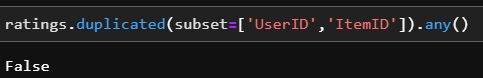 ratings.duplicated(subset=['UserID','ItemID']).any()
False